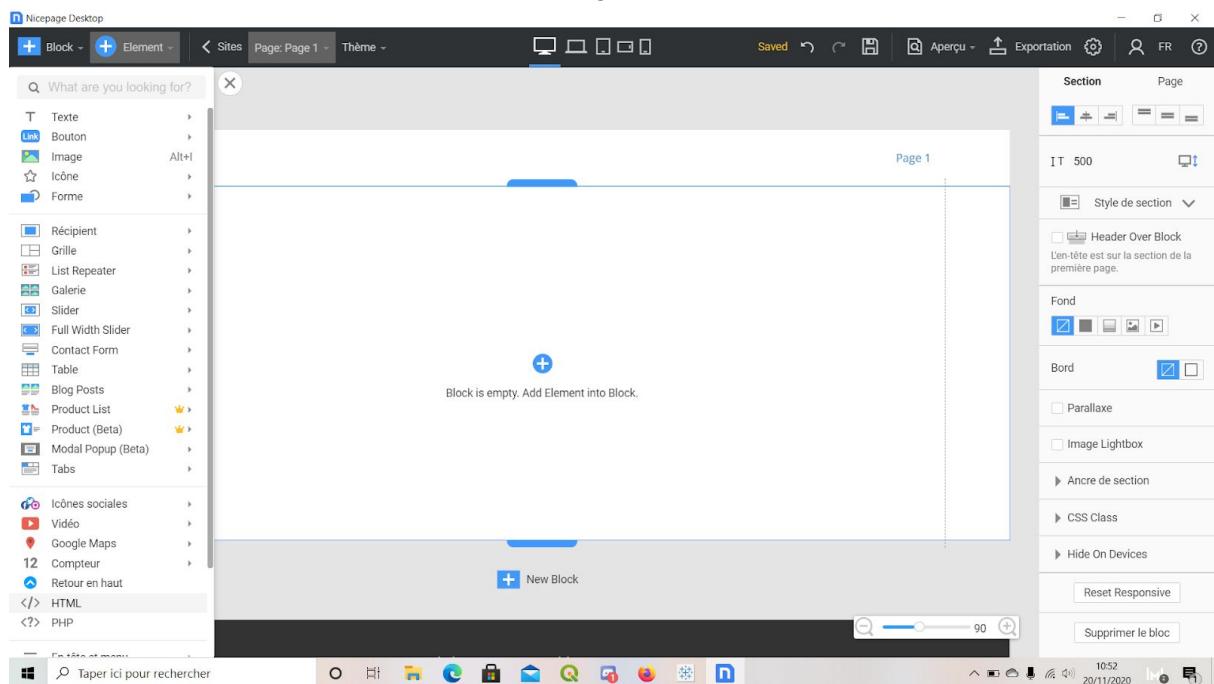 Nicepage Desktop
Block Element Sites Page: Page 1 Thème Saved Aperçu Exportation FR
What are you looking for?
Texte
Link Bouton
Image Alt+I
Icône
Forme
Récipient
Grille
List Repeater
Galerie
Slider
Full Width Slider
Contact Form
Table
Blog Posts
Product List
Product (Beta)
Modal Popup (Beta)
Tabs
Icônes sociales
Vidéo
Google Maps
12 Compteur
Retour en haut
</> HTML
<?> PHP
En-tête et menu
Page 1
Block is empty. Add Element into Block.
New Block
90
Section Page
500
Style de section
Header Over Block
L'en-tête est sur la section de la
première page.
Fond
Bord
Parallaxe
Image Lightbox
Ancre de section
CSS Class
Hide On Devices
Reset Responsive
Supprimer le bloc
Taper ici pour rechercher
10:52
20/11/2020